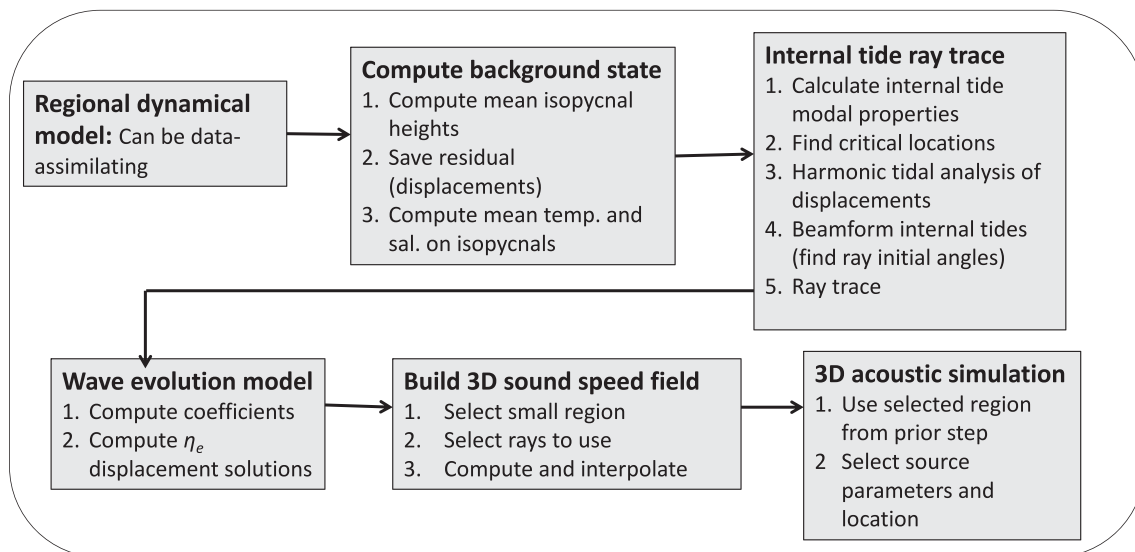 Regional dynamical
model: Can be data-
assimilating
Compute background state
1. Compute mean isopycnal
heights
2. Save residual
(displacements)
3. Compute mean temp. and
sal. on isopycnals
Internal tide ray trace
1. Calculate internal tide
modal properties
2. Find critical locations
3. Harmonic tidal analysis of
displacements
4. Beamform internal tides
(find ray initial angles)
5. Ray trace
Wave evolution model
1. Compute coefficients
2. Compute ηₑ
displacement solutions
Build 3D sound speed field
1. Select small region
2. Select rays to use
3. Compute and interpolate
3D acoustic simulation
1. Use selected region
from prior step
2 Select source
parameters and
location